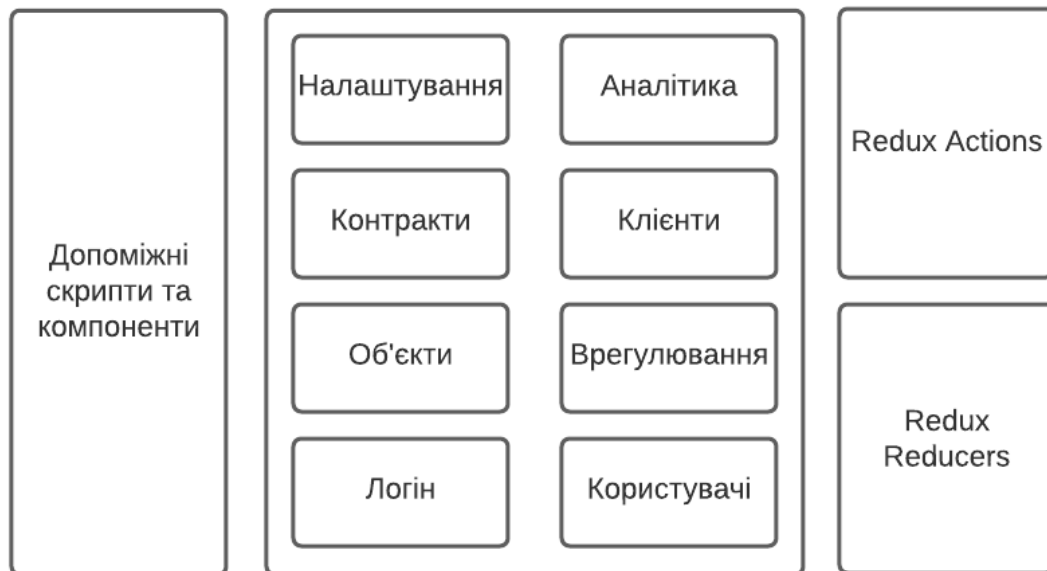 Допоміжні
скрипти та
компоненти
Налаштування
Аналітика
Контракти
Клієнти
Об'єкти
Врегулювання
Логін
Користувачі
Redux Actions
Redux
Reducers